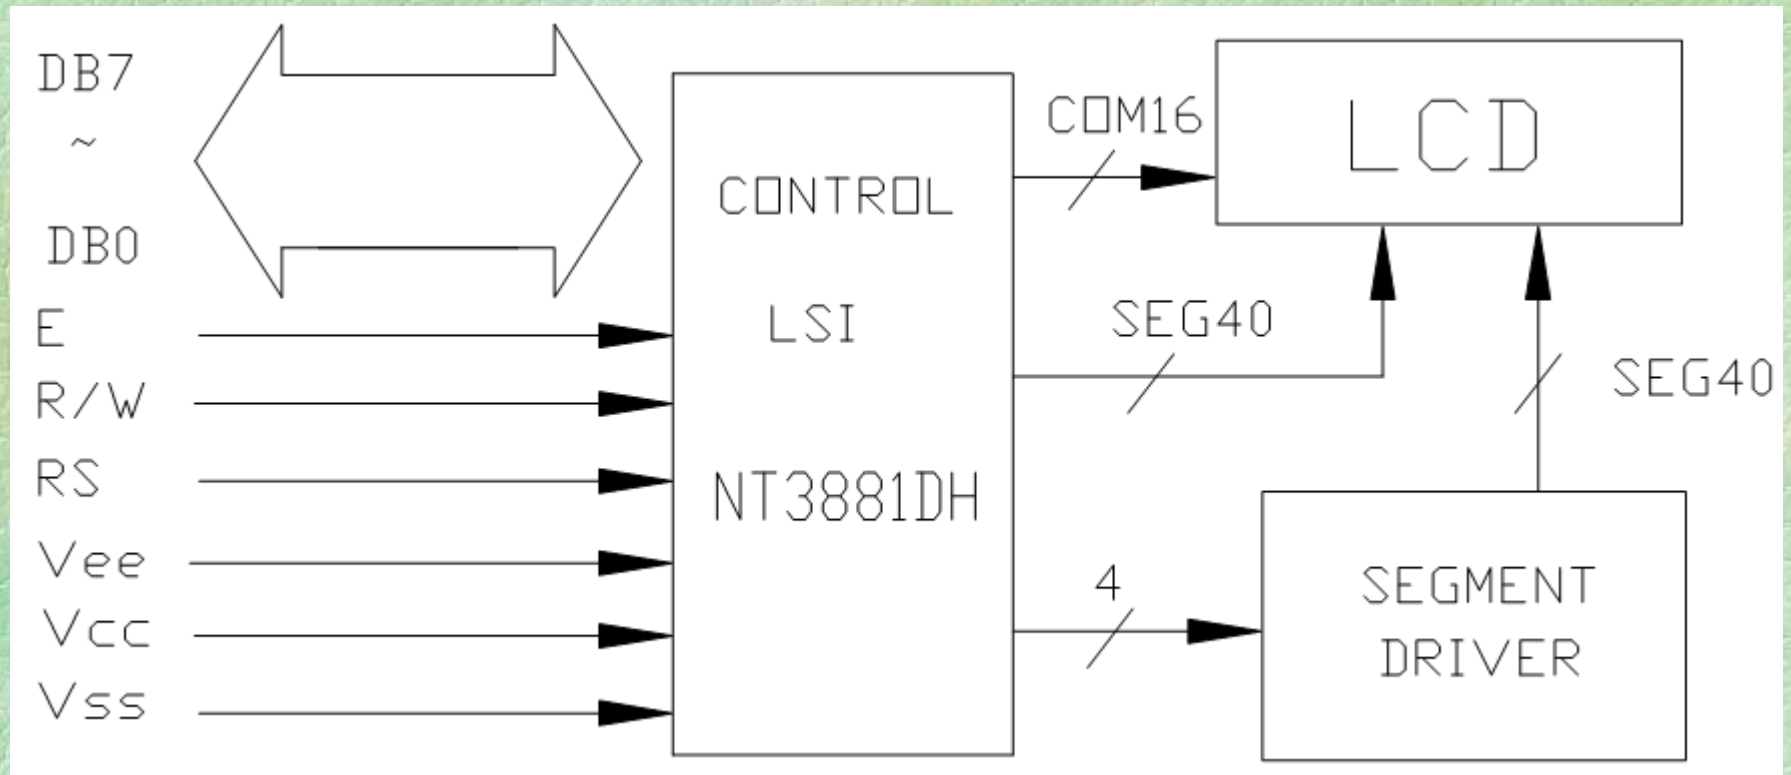 DB7
~
DB0
E
R/W
RS
Vee
Vcc
Vss
CONTROL
LSI
NT3881DH
COM16
SEG40
4
LCD
SEG40
SEGMENT
DRIVER